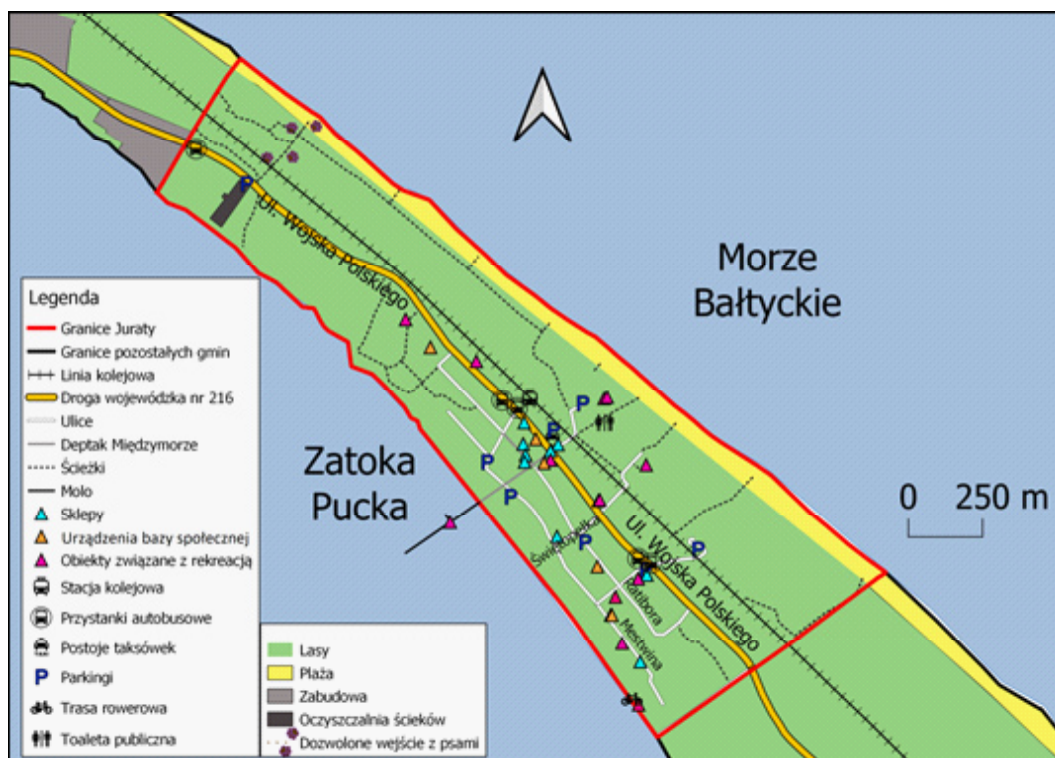 Morze
Bałtyckie
P
Ul. Wojska Polskiego
Legenda
Granice Juraty
Granice pozostałych gmin
Linia kolejowa
Droga wojewódzka nr 216
Ulice
Deptak Międzymorze
Ścieżki
Molo
Sklepy
Urządzenia bazy społecznej
Obiekty związane z rekreacją
Stacja kolejowa
Przystanki autobusowe
Postoje taksówek
P Parkingi
Trasa rowerowa
Toaleta publiczna
Lasy
Plaża
Zabudowa
Oczyszczalnia ścieków
Dozwolone wejście z psami
Zatoka
Pucka
P
P
P
P
P
P
P
0 250 m
Świętopełka
Ul. Wojska Polskiego
Ratibora
Mestwina